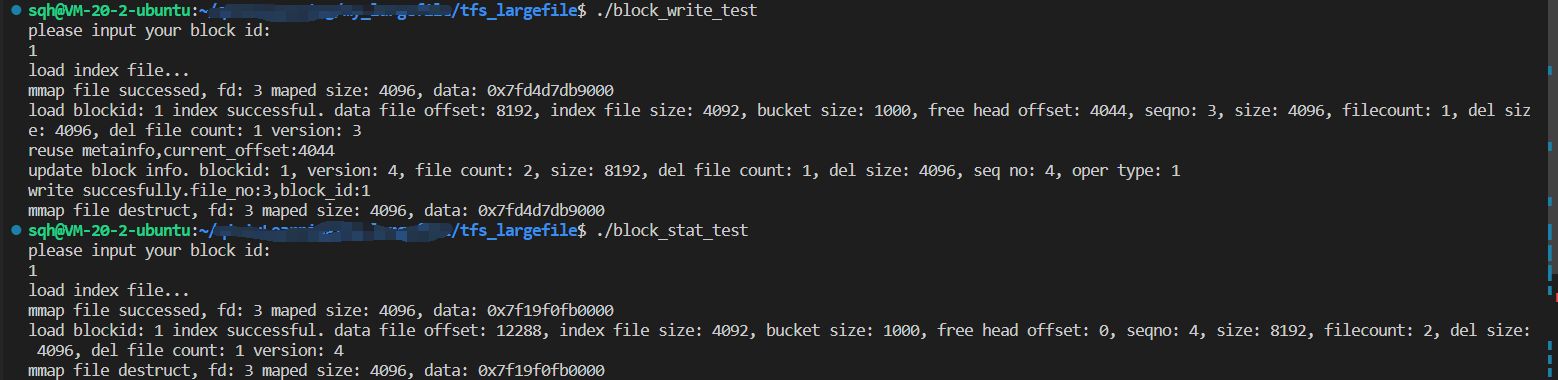 sqh@VM-20-2-ubuntu:~/ /tfs_largefile$ ./block_write_test
please input your block id:
1
load index file...
mmap file successed, fd: 3 maped size: 4096, data: 0x7fd4d7db9000
load blockid: 1 index successful. data file offset: 8192, index file size: 4092, bucket size: 1000, free head offset: 4044, seqno: 3, size: 4096, filecount: 1, del siz
e: 4096, del file count: 1 version: 3
reuse metainfo,current_offset:4044
update block info. blockid: 1, version: 4, file count: 2, size: 8192, del file count: 1, del size: 4096, seq no: 4, oper type: 1
write succesfully.file_no:3,block_id:1
mmap file destruct, fd: 3 maped size: 4096, data: 0x7fd4d7db9000
sqh@VM-20-2-ubuntu:~/ /tfs_largefile$ ./block_stat_test
please input your block id:
1
load index file...
mmap file successed, fd: 3 maped size: 4096, data: 0x7f19f0fb0000
load blockid: 1 index successful. data file offset: 12288, index file size: 4092, bucket size: 1000, free head offset: 0, seqno: 4, size: 8192, filecount: 2, del size:
 4096, del file count: 1 version: 4
mmap file destruct, fd: 3 maped size: 4096, data: 0x7f19f0fb0000